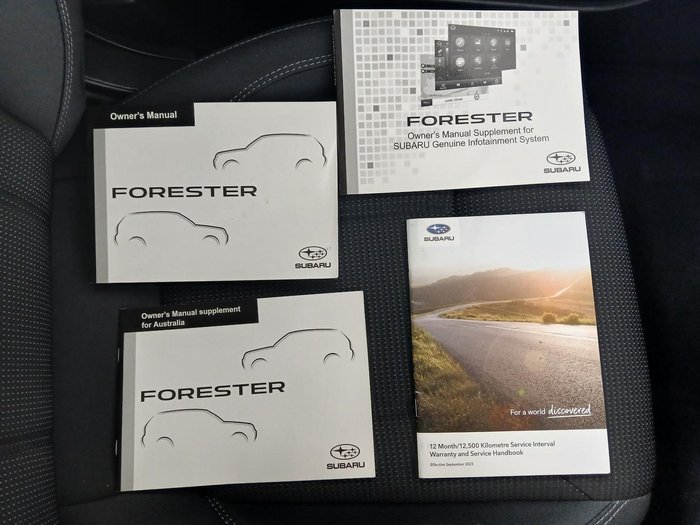 Owner's Manual
FORESTER
SUBARU
FORESTER
Owner's Manual Supplement for
SUBARU Genuine Infotainment System
SUBARU
Owner's Manual supplement
for Australia
FORESTER
SUBARU
SUBARU
For a world discovered
12 Month/12,500 Kilometre Service Interval
Warranty and Service Handbook
Effective September 2023